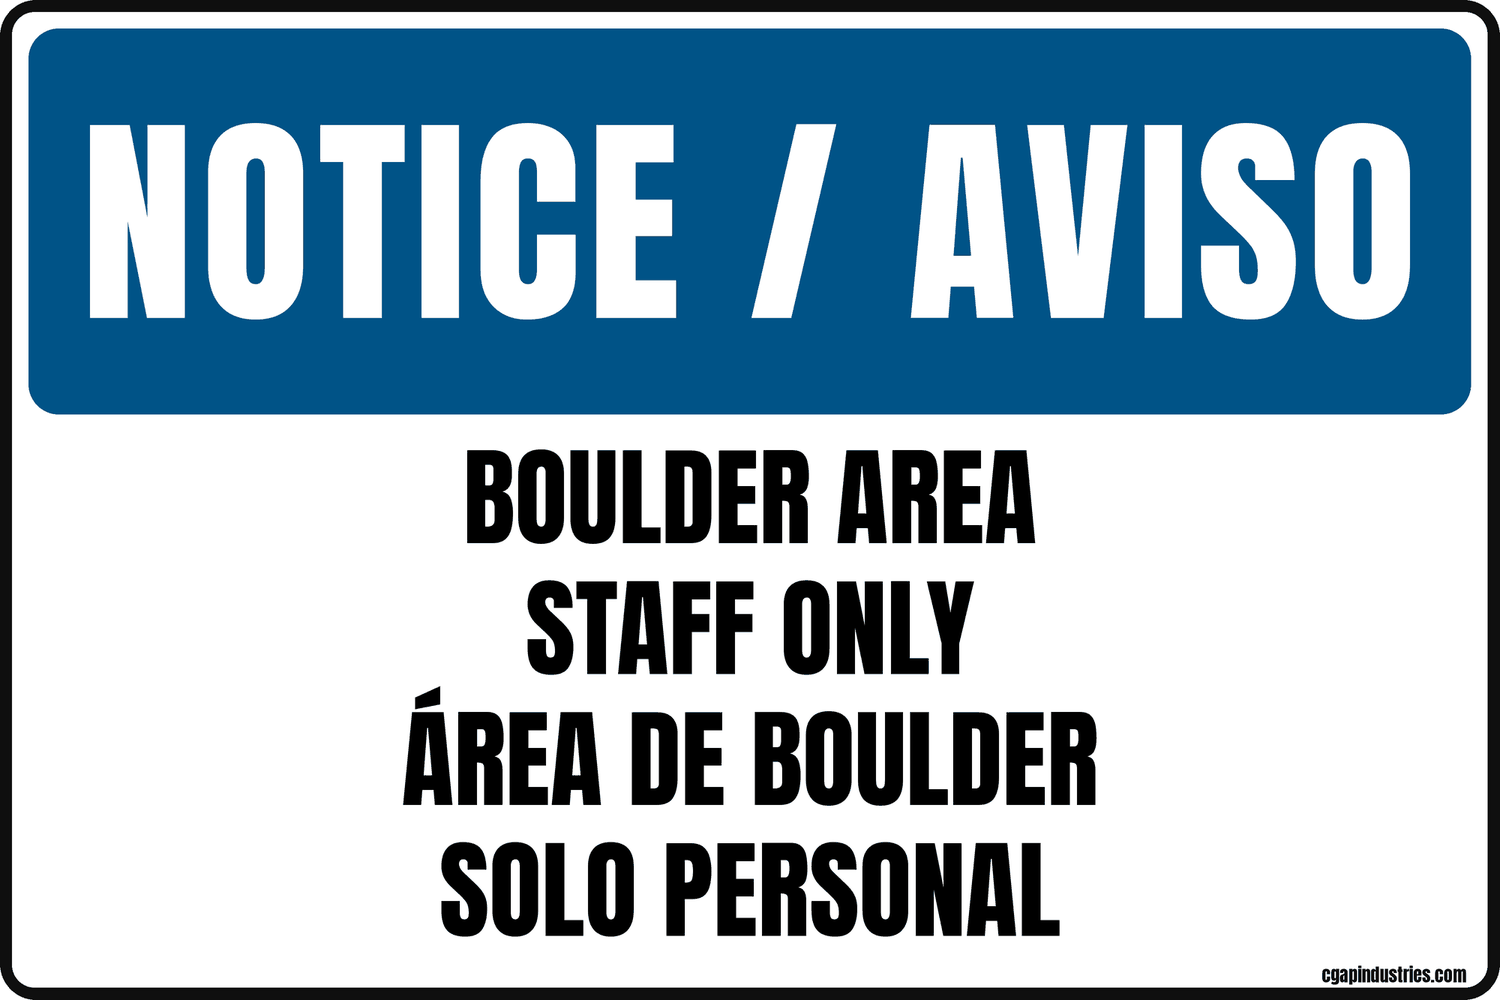 NOTICE / AVISO
BOULDER AREA
STAFF ONLY
ÁREA DE BOULDER
SOLO PERSONAL
cgapindustries.com